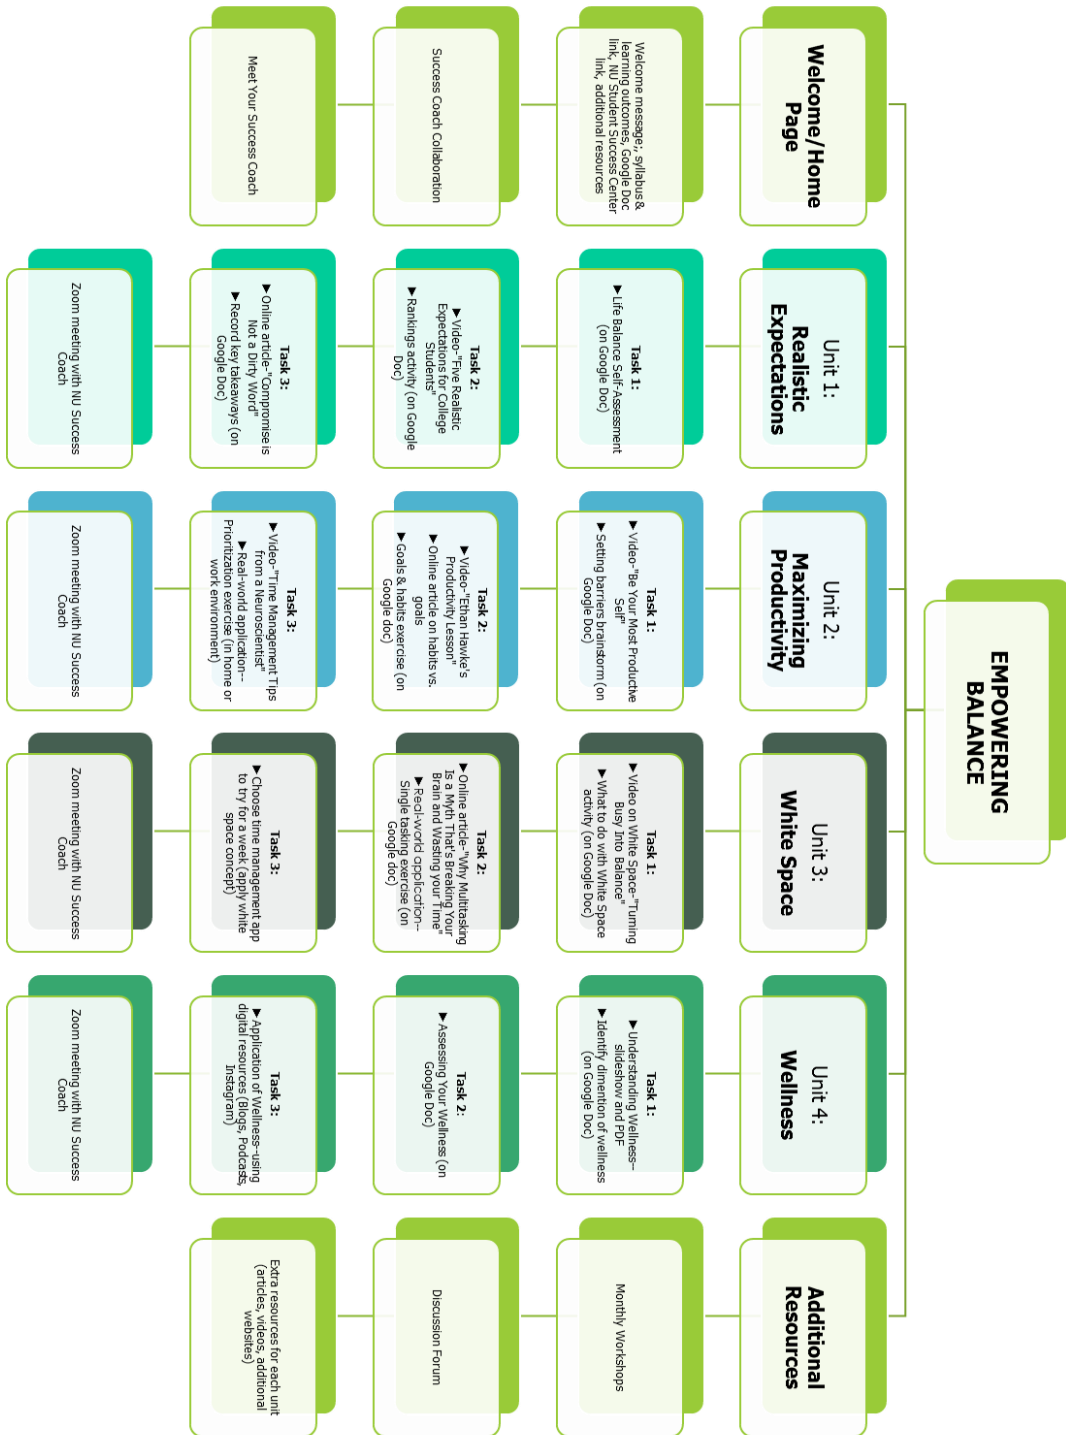 EMPOWERING
BALANCE
Welcome/Home
Page
Welcome message;, syllabus &
learning outcomes, Google Doc
link, NU Student Success Center
link, additional resources
Success Coach Collaboration
Meet Your Success Coach
Unit 1:
Realistic
Expectations
Task 1:
▶ Life Balance Self-Assessment
(on Google Doc)
Task 2:
▶ Video-"Five Realistic
Expectations for College
Students"
▶ Rankings activity (on Google
Doc)
Task 3:
▶ Online article-"Compromise is
Not a Dirty Word"
▶ Record key takeaways (on
Google Doc)
Zoom meeting with NU Success
Coach
Unit 2:
Maximizing
Productivity
Task 1:
▶ Video-"Be Your Most Productive
Self"
▶ Setting barriers brainstorm (on
Google Doc)
Task 2:
▶ Video-"Ethan Hawke's
Productivity Lesson"
▶ Online article on habits vs.
goals
▶ Goals & habits exercise (on
Google doc)
Task 3:
▶ Video-"Time Management Tips
from a Neuroscientist"
▶ Real-world application--
Prioritization exercise (in home or
work environment)
Zoom meeting with NU Success
Coach
Unit 3:
White Space
Task 1:
▶ Video on White Space-"Turning
Busy Into Balance"
▶ What to do with White Space
activity (on Google Doc)
Task 2:
▶ Online article-"Why Multitasking
Is a Myth That's Breaking Your
Brain and Wasting your Time"
▶ Real-world application--
Single tasking exercise (on
Google doc)
Task 3:
▶ Choose time management app
to try for a week (apply white
space concept)
Zoom meeting with NU Success
Coach
Unit 4:
Wellness
Task 1:
▶ Understanding Wellness--
slideshow and PDF
▶ Identify dimention of wellness
(on Google Doc)
Task 2:
▶ Assessing Your Wellness (on
Google Doc)
Task 3:
▶ Application of Wellness--using
digital resources (Blogs, Podcasts,
Instagram)
Zoom meeting with NU Success
Coach
Additional
Resources
Monthly Workshops
Discussion Forum
Extra resources for each unit
(articles, videos, additional
websites)